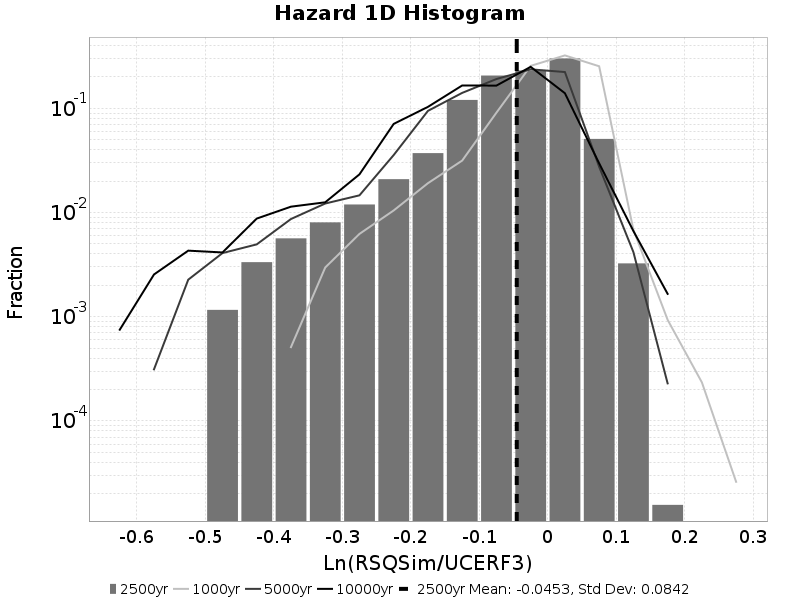 Hazard 1D Histogram
Fraction
10-1
10-2
10-3
10-4
-0.6 -0.5 -0.4 -0.3 -0.2 -0.1 0 0.1 0.2 0.3
Ln(RSQSim/UCERF3)
2500yr 1000yr 5000yr 10000yr 2500yr Mean: -0.0453, Std Dev: 0.0842